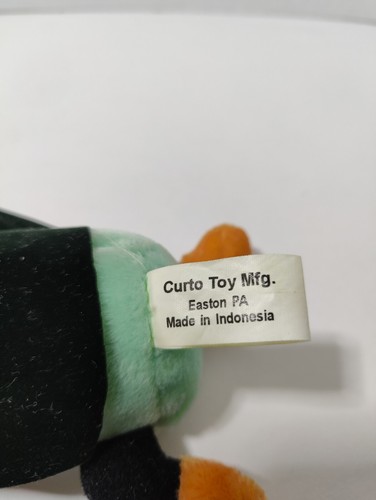 Curto Toy Mfg.
Easton PA
Made in Indonesia